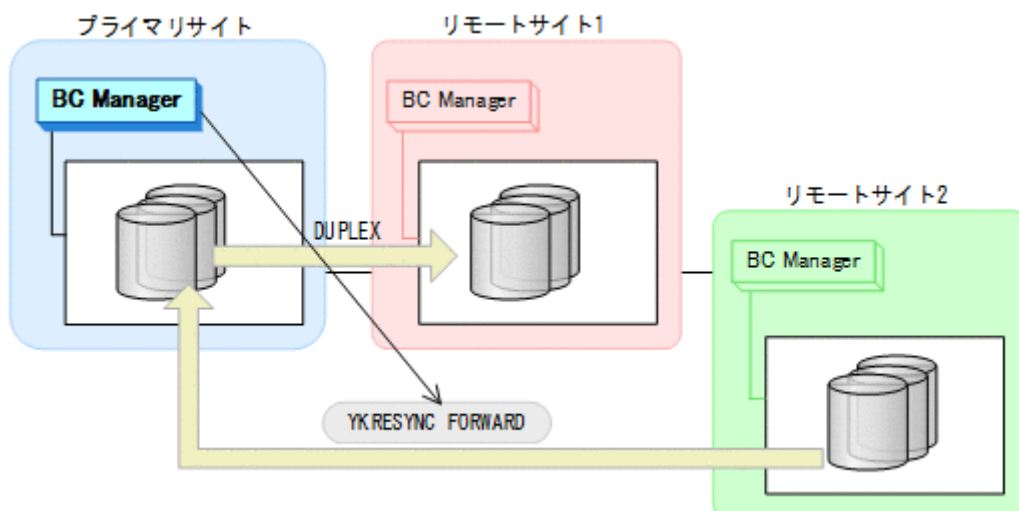 プライマリサイト
リモートサイト1
BC Manager
BC Manager
リモートサイト2
DUPLEX
BC Manager
YKRESYNC FORWARD